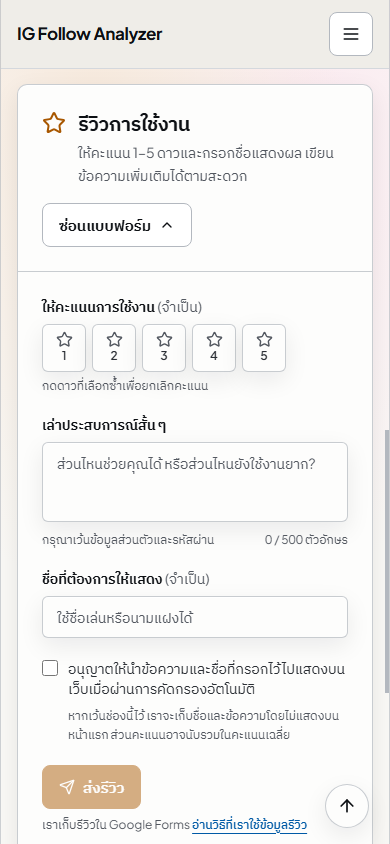 IG Follow Analyzer
รีวิวการใช้งาน
ให้คะแนน 1–5 ดาวและกรอกชื่อแสดงผล เขียน
ข้อความเพิ่มเติมได้ตามสะดวก
ซ่อนแบบฟอร์ม
ให้คะแนนการใช้งาน (จำเป็น)
1 2 3 4 5
กดดาวที่เลือกซ้ำเพื่อยกเลิกคะแนน
เล่าประสบการณ์สั้น ๆ
ส่วนไหนช่วยคุณได้ หรือส่วนไหนยังใช้งานยาก?
กรุณาเว้นข้อมูลส่วนตัวและรหัสผ่าน 0 / 500 ตัวอักษร
ชื่อที่ต้องการให้แสดง (จำเป็น)
ใช้ชื่อเล่นหรือนามแฝงได้
อนุญาตให้นำข้อความและชื่อที่กรอกไว้ไปแสดงบน
เว็บเมื่อผ่านการคัดกรองอัตโนมัติ
หากเว้นช่องนี้ไว้ เราจะเก็บชื่อและข้อความโดยไม่แสดงบน
หน้าแรก ส่วนคะแนนอาจนับรวมในคะแนนเฉลี่ย
ส่งรีวิว
เราเก็บรีวิวใน Google Forms อ่านวิธีที่เราใช้ข้อมูลรีวิว